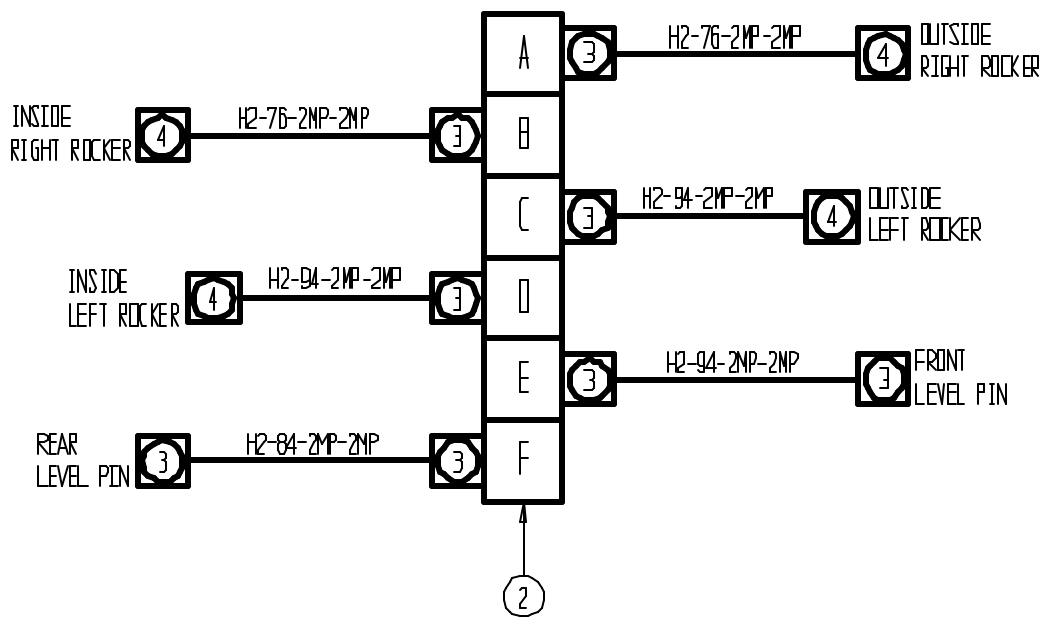 A
3
H2-76-2MP-2MP
4
OUTSIDE
RIGHT ROCKER
INSIDE
RIGHT ROCKER
4
H2-76-2MP-2MP
3
B
C
3
H2-94-2MP-2MP
4
OUTSIDE
LEFT ROCKER
INSIDE
LEFT ROCKER
4
H2-94-2MP-2MP
3
D
E
3
H2-94-2MP-2MP
3
FRONT
LEVEL PIN
REAR
LEVEL PIN
3
H2-84-2MP-2MP
3
F
2